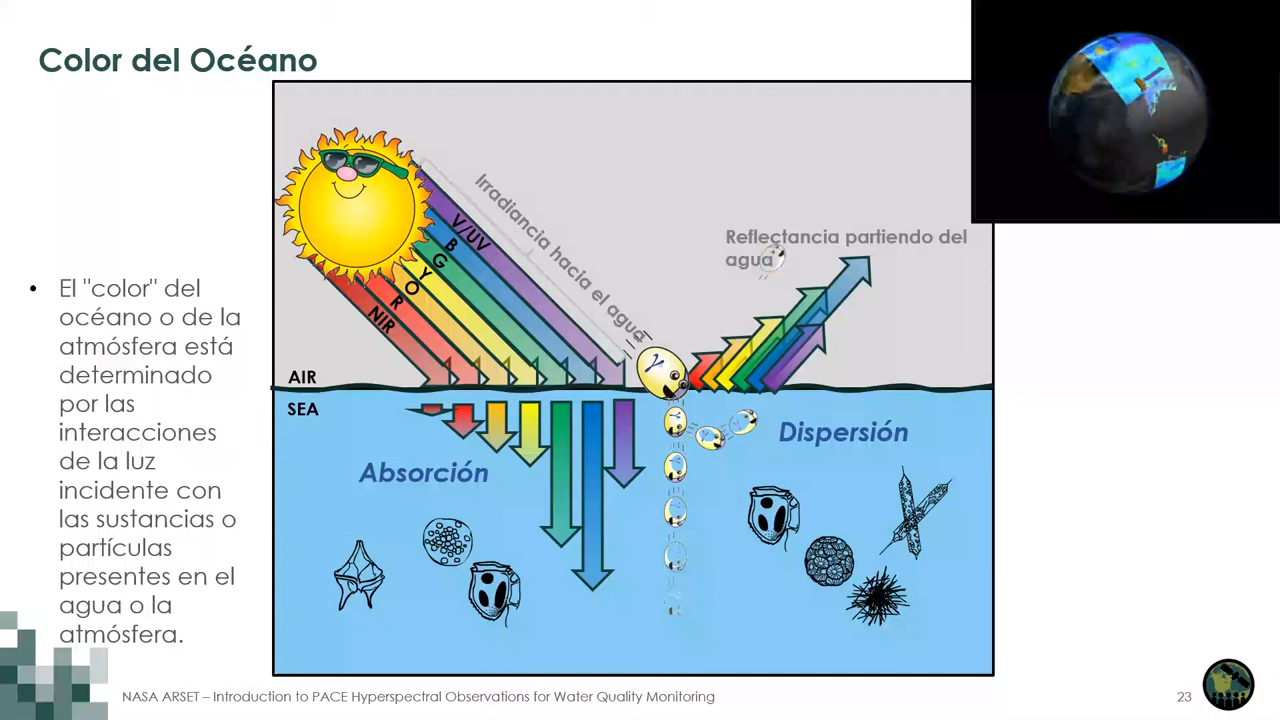 Color del Océano
Irradiancia hacia el agua
Reflectancia partiendo del
agua
V/UV
B
G
Y
O
R
NIR
γ
AIR
SEA
Absorción
Dispersión
• El "color" del
océano o de la
atmósfera está
determinado
por las
interacciones
de la luz
incidente con
las sustancias o
partículas
presentes en el
agua o la
atmósfera.
NASA ARSET – Introduction to PACE Hyperspectral Observations for Water Quality Monitoring
23